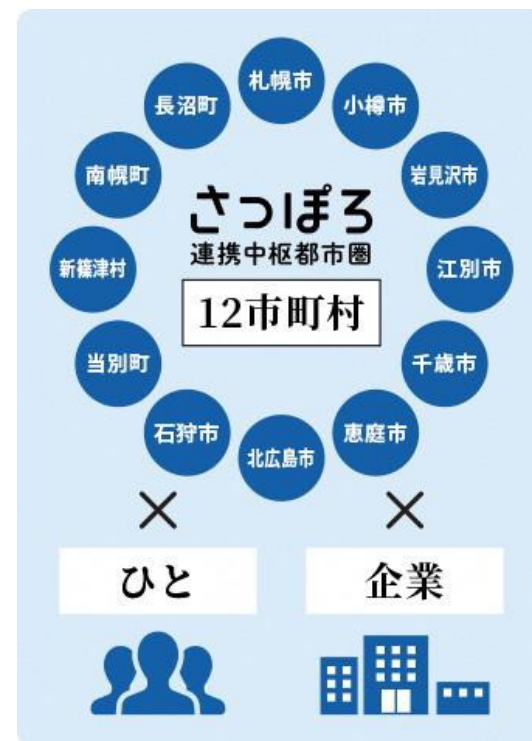 札幌市
小樽市
岩見沢市
江別市
千歳市
恵庭市
北広島市
石狩市
当別町
新篠津村
南幌町
長沼町
さっぽろ
連携中枢都市圏
12市町村
× ×
ひと 企業